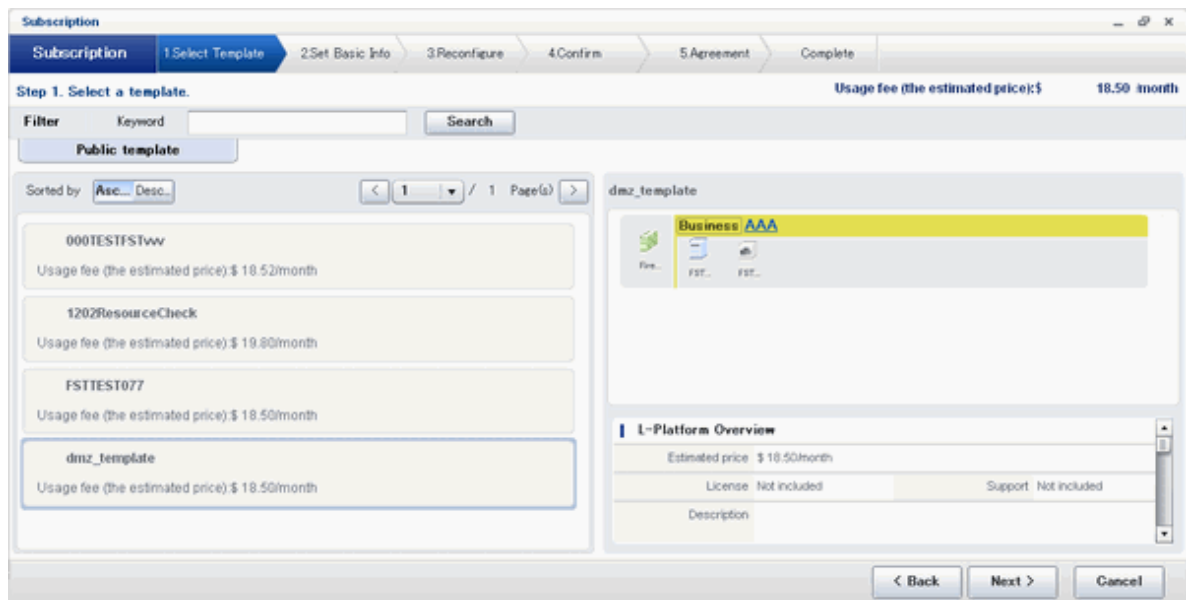 Subscription
Subscription 1.Select Template 2.Set Basic Info 3.Reconfigure 4.Confirm 5.Agreement Complete
Step 1. Select a template. Usage fee (the estimated price):$ 18.50 /month
Filter Keyword Search
Public template
Sorted by Asc... Desc... < 1 / 1 Page(s) >
000TESTFSTvvv
Usage fee (the estimated price):$ 18.52/month
1202ResourceCheck
Usage fee (the estimated price):$ 19.80/month
FSTTEST077
Usage fee (the estimated price):$ 18.50/month
dmz_template
Usage fee (the estimated price):$ 18.50/month
dmz_template
Business AAA
Fire... FST... FST...
L-Platform Overview
Estimated price $ 18.50/month
License Not included Support Not included
Description
< Back Next > Cancel